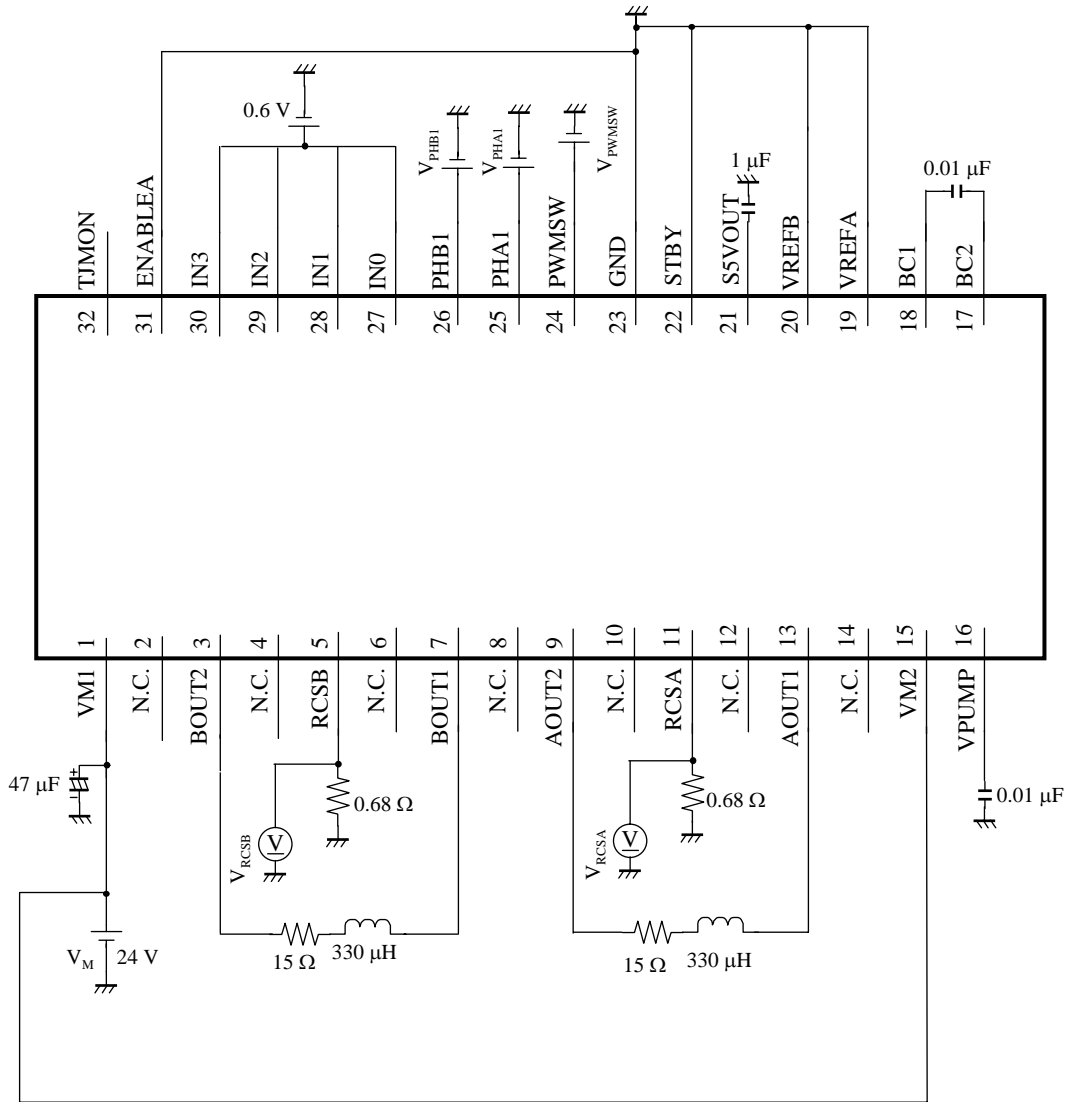 0.6 V
V_PHB1
V_PHA1
V_PWMSW
1 μF
0.01 μF
TJMON
ENABLEA
IN3
IN2
IN1
IN0
PHB1
PHA1
PWMSW
GND
STBY
S5VOUT
VREFB
VREFA
BC1
BC2
32
31
30
29
28
27
26
25
24
23
22
21
20
19
18
17
1
2
3
4
5
6
7
8
9
10
11
12
13
14
15
16
VM1
N.C.
BOUT2
N.C.
RCSB
N.C.
BOUT1
N.C.
AOUT2
N.C.
RCSA
N.C.
AOUT1
N.C.
VM2
VPUMP
47 μF
+
−
0.68 Ω
0.68 Ω
0.01 μF
V_RCSB
V
V_RCSA
V
V_M
24 V
15 Ω
330 μH
15 Ω
330 μH